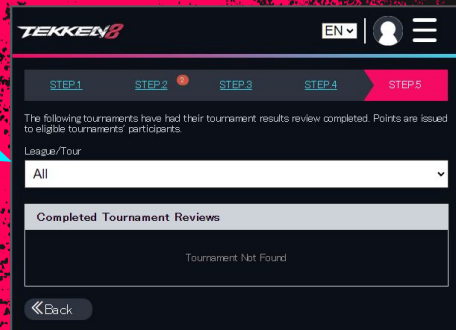 TEKKEN8
EN
STEP.1 STEP.2 2 STEP.3 STEP.4 STEP.5
The following tournaments have had their tournament results review completed. Points are issued
to eligible tournaments' participants.
League/Tour
All
Completed Tournament Reviews
Tournament Not Found
Back